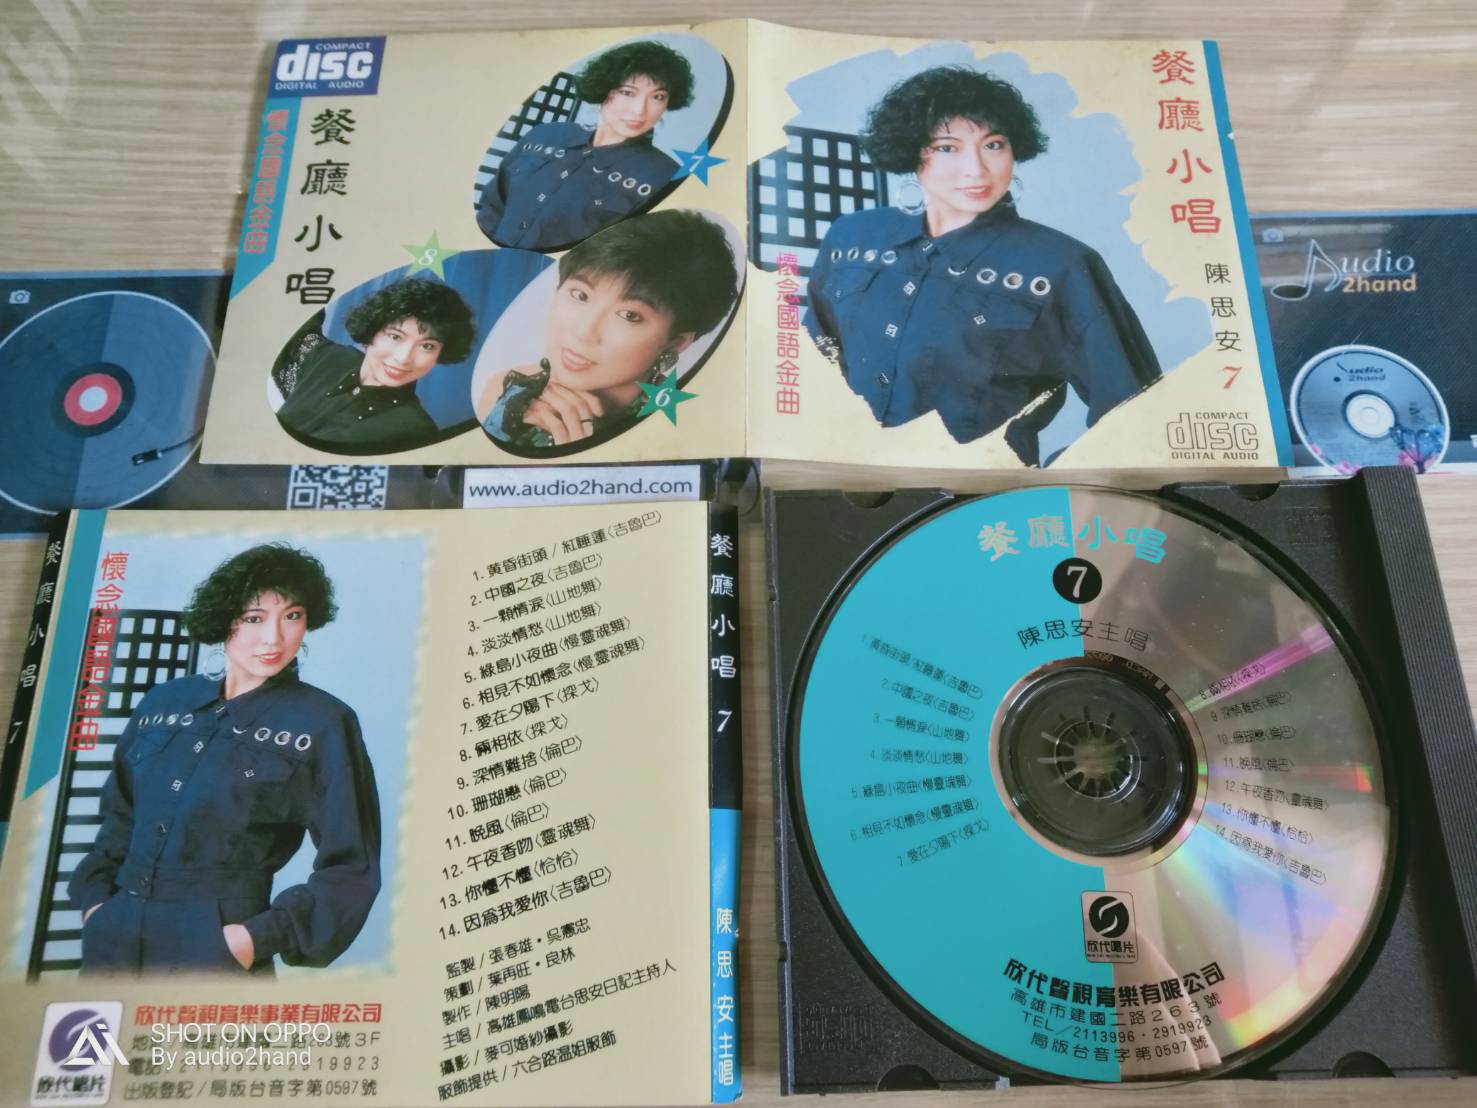 COMPACT
disc
DIGITAL AUDIO
懷念國語金曲
餐廳小唱
7
8
6
餐廳小唱
陳思安
7
懷念國語金曲
COMPACT
disc
DIGITAL AUDIO
Audio
2hand
Audio
2hand
www.audio2hand.com
餐廳小唱 7
懷念國語金曲
1.黃昏街頭/紅睡蓮〈吉魯巴〉
2.中國之夜〈吉魯巴〉
3.一顆情淚〈山地舞〉
4.淡淡情愁〈山地舞〉
5.綠島小夜曲〈慢靈魂舞〉
6.相見不如懷念〈慢靈魂舞〉
7.愛在夕陽下〈探戈〉
8.倆相依〈探戈〉
9.深情難捨〈倫巴〉
10.珊瑚戀〈倫巴〉
11.晚風〈倫巴〉
12.午夜香吻〈靈魂舞〉
13.你懂不懂〈恰恰〉
14.因為我愛你〈吉魯巴〉
監製/張春雄・吳憲忠
策劃/葉再旺・良林
製作/陳明陽
主唱/高雄鳳鳴電台思安日記主持人
攝影/麥可婚紗攝影
服飾提供/六合路溫姐服飾
欣代唱片
欣代聲視育樂事業有限公司
號3F
2919923
出版登記/局版台音字第0597號
SHOT ON OPPO
By audio2hand
餐廳小唱 7 陳思安主唱
餐廳小唱
7
陳思安主唱
1.黃昏街頭 紅睡蓮〈吉魯巴〉
2.中國之夜〈吉魯巴〉
3.一顆情淚〈山地舞〉
4.淡淡情愁〈山地舞〉
5.綠島小夜曲〈慢靈魂舞〉
6.相見不如懷念〈慢靈魂舞〉
7.愛在夕陽下〈探戈〉
8.倆相依〈探戈〉
9.深情難捨〈倫巴〉
10.珊瑚戀〈倫巴〉
11.晚風〈倫巴〉
12.午夜香吻〈靈魂舞〉
13.你懂不懂〈恰恰〉
14.因為我愛你〈吉魯巴〉
欣代唱片
欣代聲視育樂有限公司
高雄市建國二路263號
TEL/2113996・2919923
局版台音字第0597號